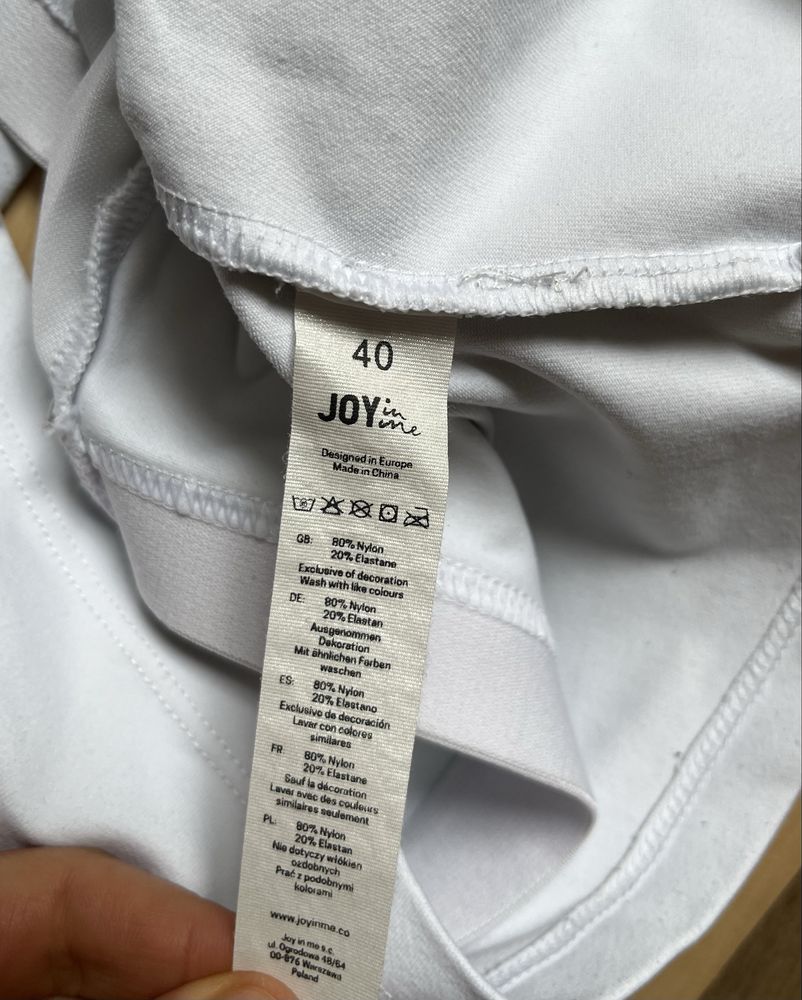 40
JOY in me
Designed in Europe
Made in China
GB: 80% Nylon
20% Elastane
Exclusive of decoration
Wash with like colours
DE: 80% Nylon
20% Elastan
Ausgenommen
Dekoration
Mit ähnlichen Farben
waschen
ES: 80% Nylon
20% Elastano
Exclusivo de decoración
Lavar con colores
similares
FR: 80% Nylon
20% Elastane
Sauf la décoration
Laver avec des couleurs
similaires seulement
PL: 80% Nylon
20% Elastan
Nie dotyczy włókien
ozdobnych
Prać z podobnymi
kolorami
www.joyinme.co
Joy in me s.c.
ul. Ogrodowa 48/64
00-876 Warszawa
Poland